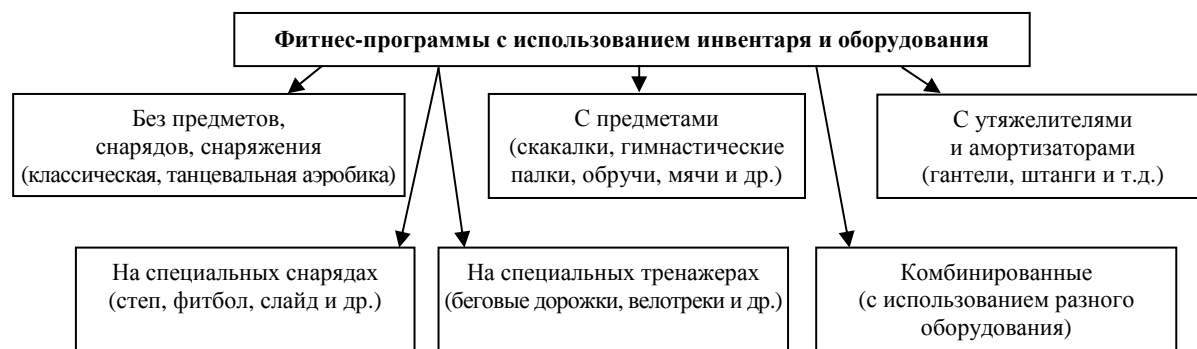 Фитнес-программы с использованием инвентаря и оборудования
Без предметов,
снарядов, снаряжения
(классическая, танцевальная аэробика)
С предметами
(скакалки, гимнастические
палки, обручи, мячи и др.)
С утяжелителями
и амортизаторами
(гантели, штанги и т.д.)
На специальных снарядах
(степ, фитбол, слайд и др.)
На специальных тренажерах
(беговые дорожки, велотреки и др.)
Комбинированные
(с использованием разного
оборудования)